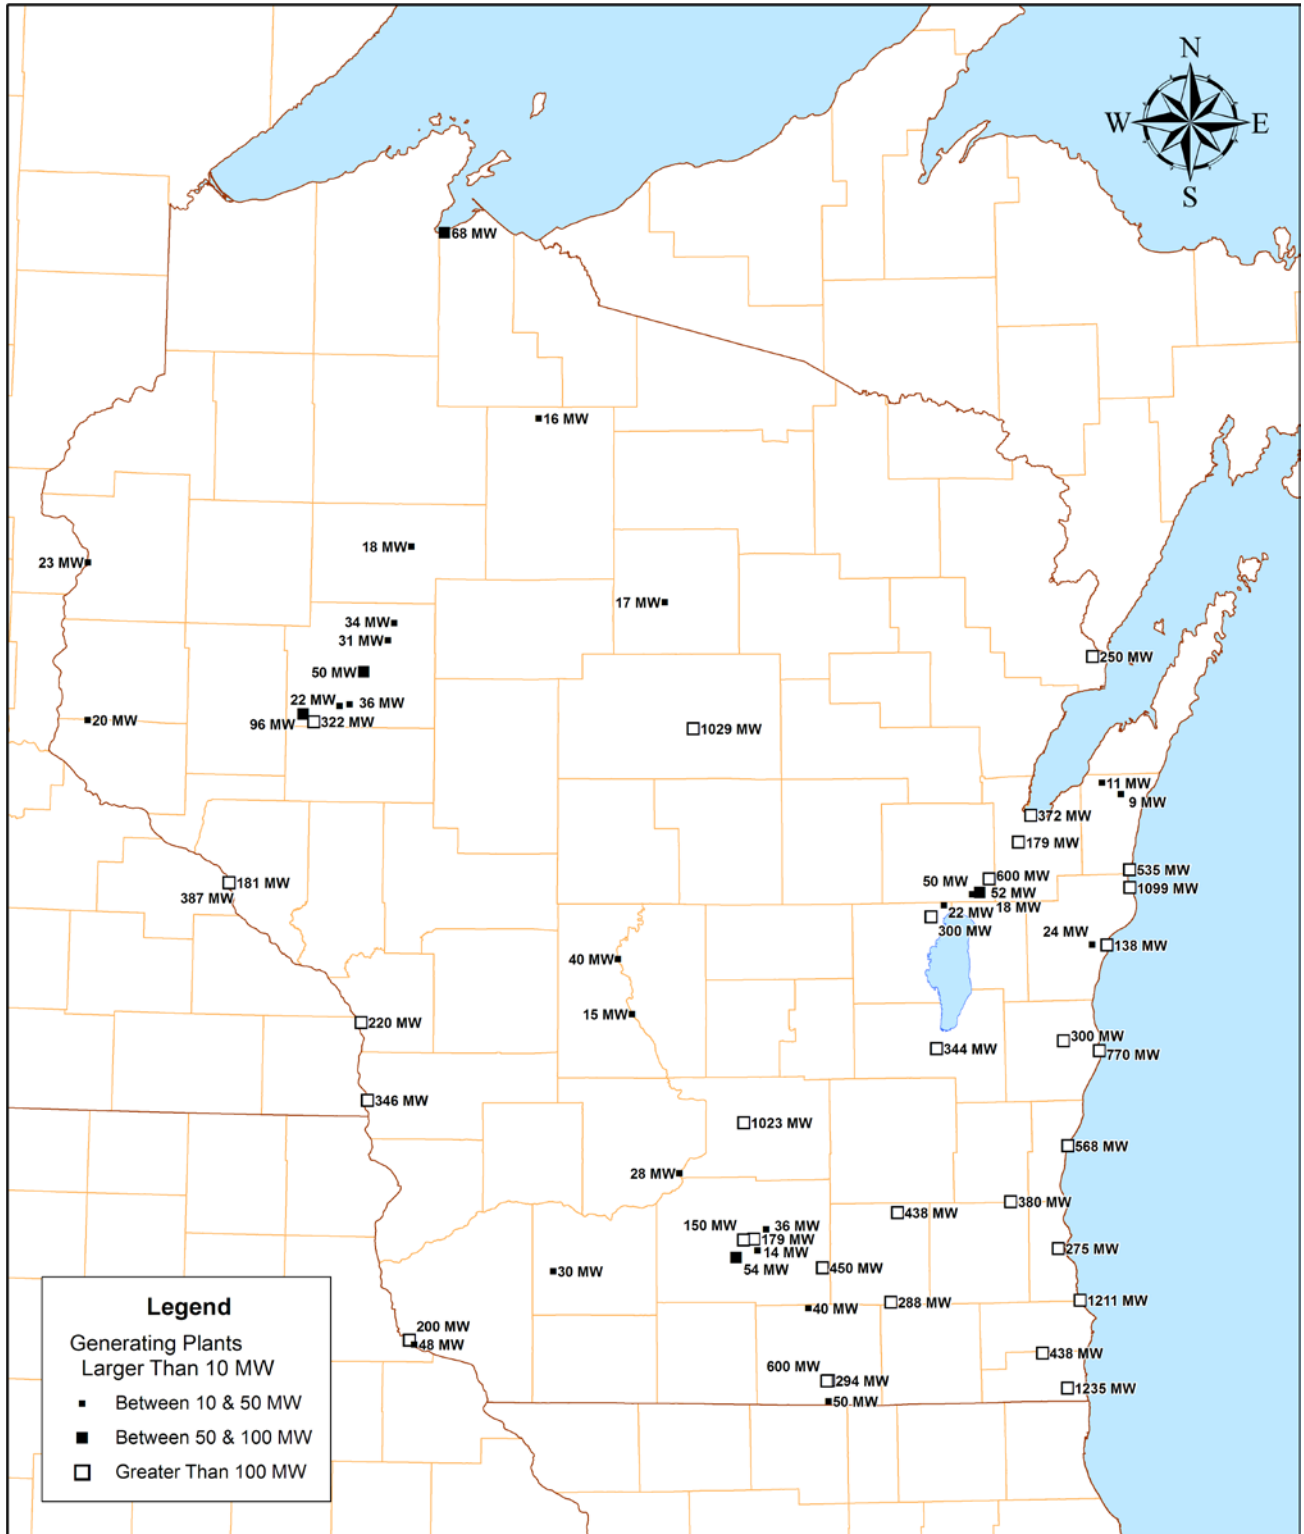 N
W
E
S
68 MW
16 MW
18 MW
23 MW
17 MW
34 MW
31 MW
250 MW
50 MW
22 MW
36 MW
20 MW
96 MW
322 MW
1029 MW
11 MW
9 MW
372 MW
179 MW
535 MW
181 MW
600 MW
50 MW
1099 MW
387 MW
52 MW
22 MW
18 MW
300 MW
24 MW
138 MW
40 MW
15 MW
220 MW
300 MW
344 MW
770 MW
346 MW
1023 MW
568 MW
28 MW
380 MW
438 MW
150 MW
36 MW
179 MW
14 MW
275 MW
54 MW
450 MW
30 MW
288 MW
1211 MW
40 MW
200 MW
48 MW
438 MW
600 MW
294 MW
1235 MW
50 MW
Legend
Generating Plants
Larger Than 10 MW
Between 10 & 50 MW
Between 50 & 100 MW
Greater Than 100 MW